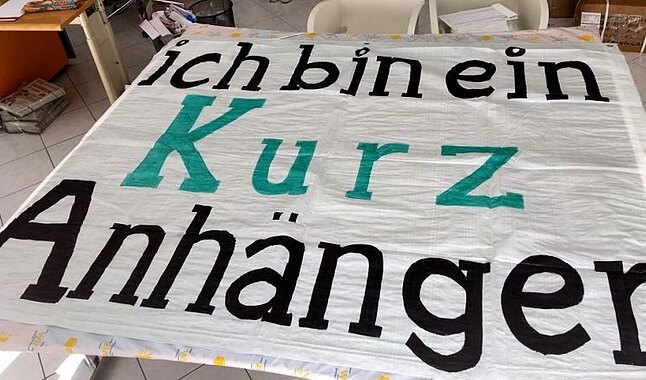 ich bin ein
Kurz
Anhänger